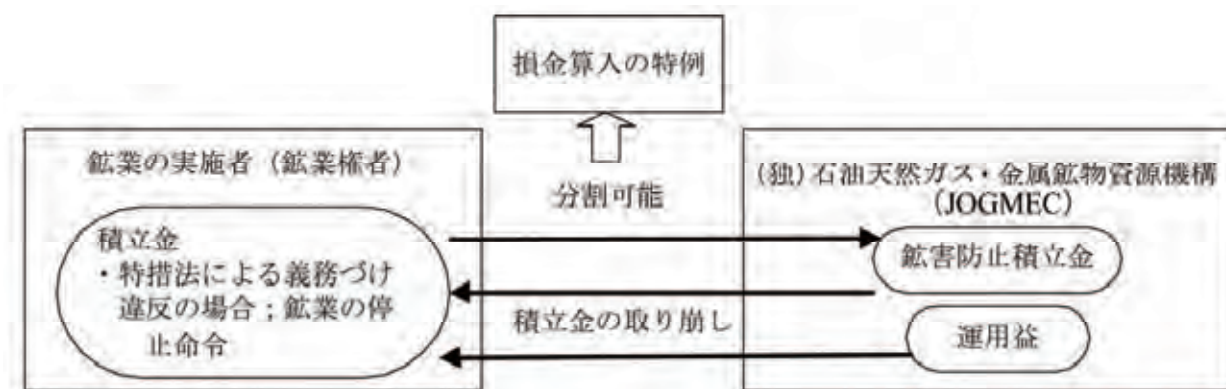 損金算入の特例
鉱業の実施者（鉱業権者）
積立金
・特措法による義務づけ
違反の場合；鉱業の停
止命令
分割可能
積立金の取り崩し
(独)石油天然ガス・金属鉱物資源機構
(JOGMEC)
鉱害防止積立金
運用益